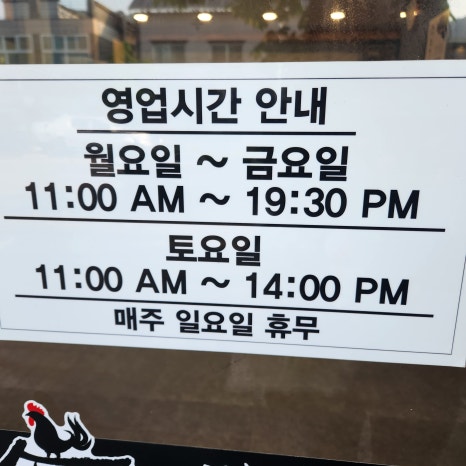 영업시간 안내
월요일 ~ 금요일
11:00 AM ~ 19:30 PM
토요일
11:00 AM ~ 14:00 PM
매주 일요일 휴무